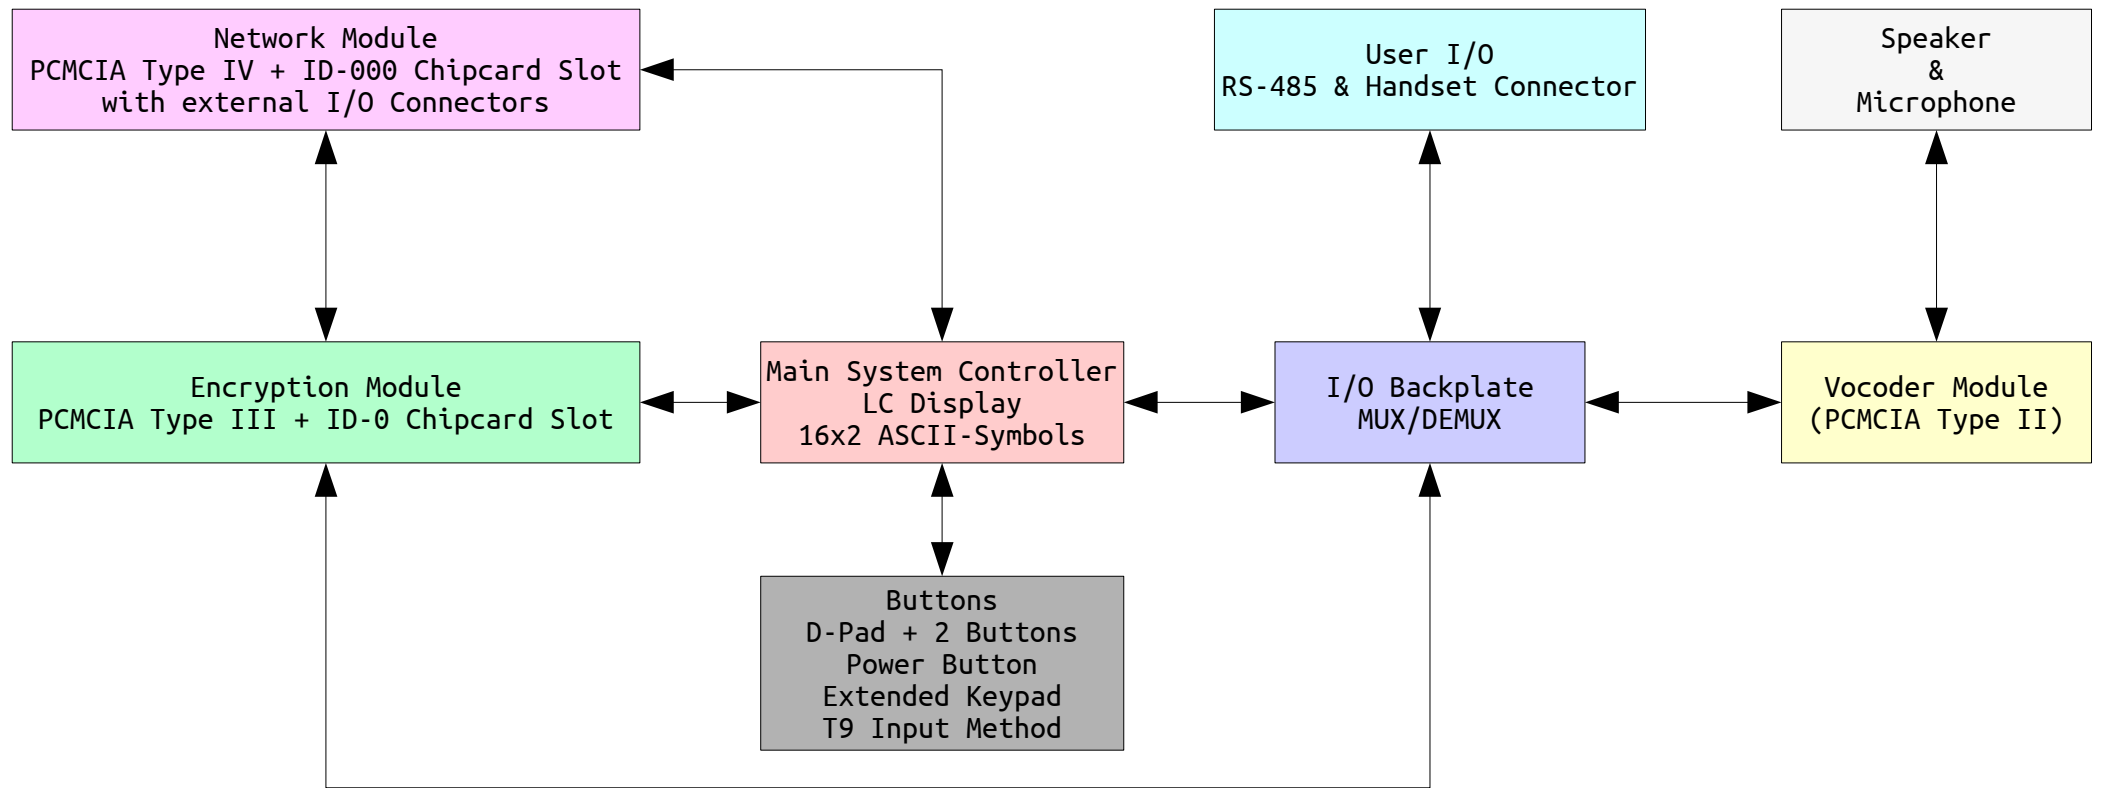 Network Module
PCMCIA Type IV + ID-000 Chipcard Slot
with external I/O Connectors
User I/O
RS-485 & Handset Connector
Speaker
&
Microphone
Encryption Module
PCMCIA Type III + ID-0 Chipcard Slot
Main System Controller
LC Display
16x2 ASCII-Symbols
I/O Backplate
MUX/DEMUX
Vocoder Module
(PCMCIA Type II)
Buttons
D-Pad + 2 Buttons
Power Button
Extended Keypad
T9 Input Method